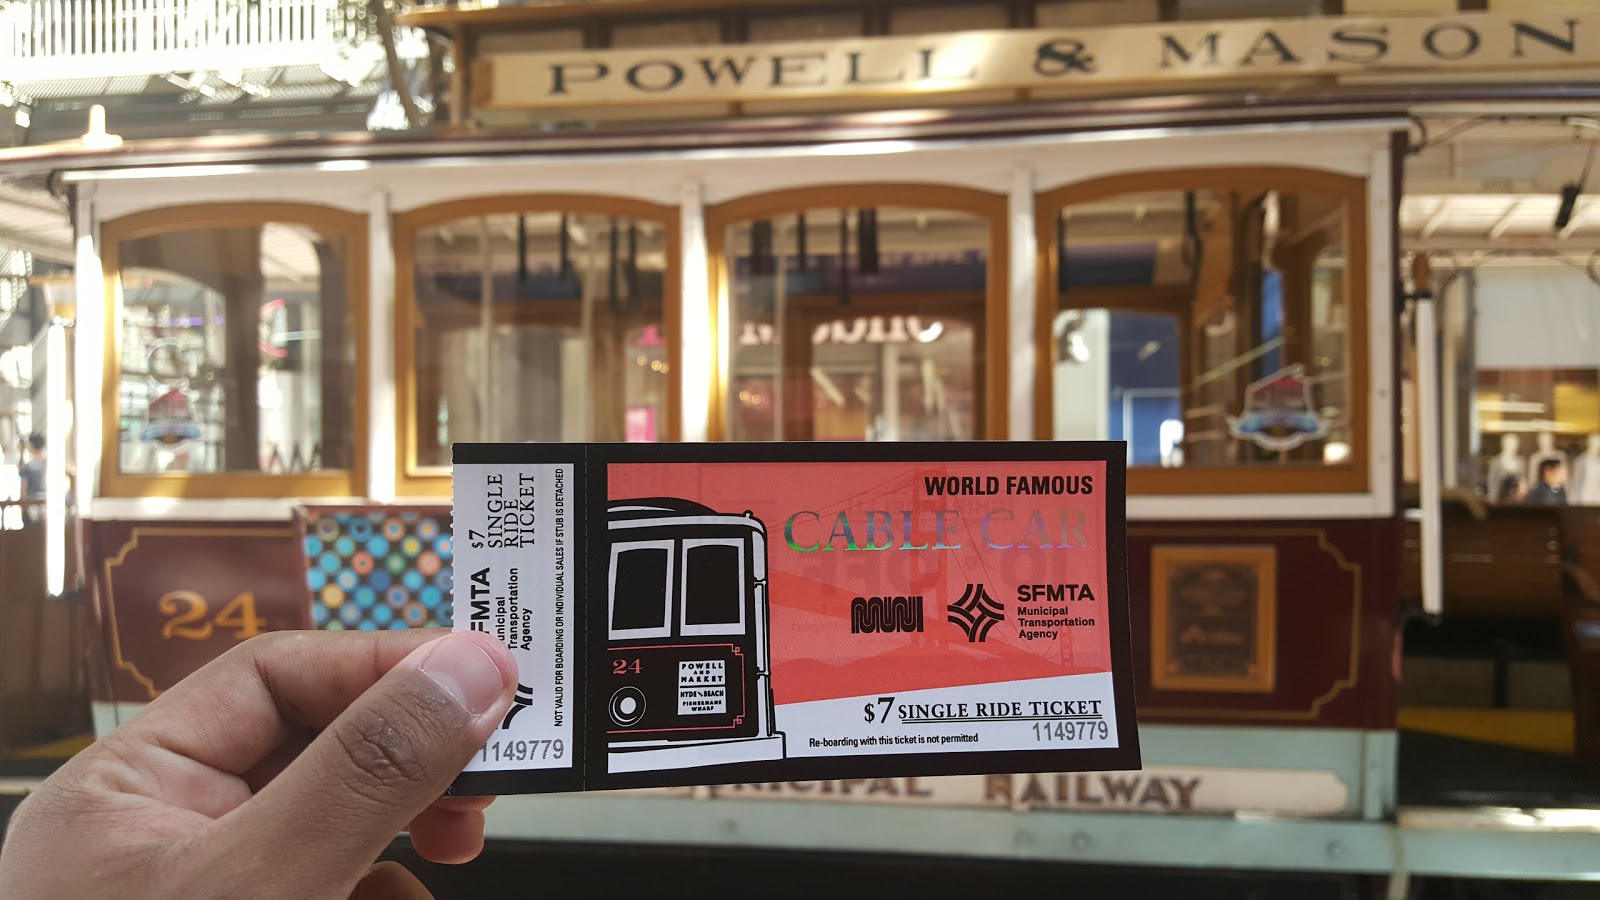 POWELL & MASON
24
$7
SINGLE
RIDE
TICKET
SFMTA
Municipal
Transportation
Agency
NOT VALID FOR BOARDING OR INDIVIDUAL SALES IF STUB IS DETACHED
1149779
WORLD FAMOUS
CABLE CAR
MUNI
SFMTA
Municipal
Transportation
Agency
24
POWELL
AND
MARKET
HYDE AND BEACH
FISHERMANS
WHARF
$7 SINGLE RIDE TICKET
Re-boarding with this ticket is not permitted
1149779
MUNICIPAL RAILWAY